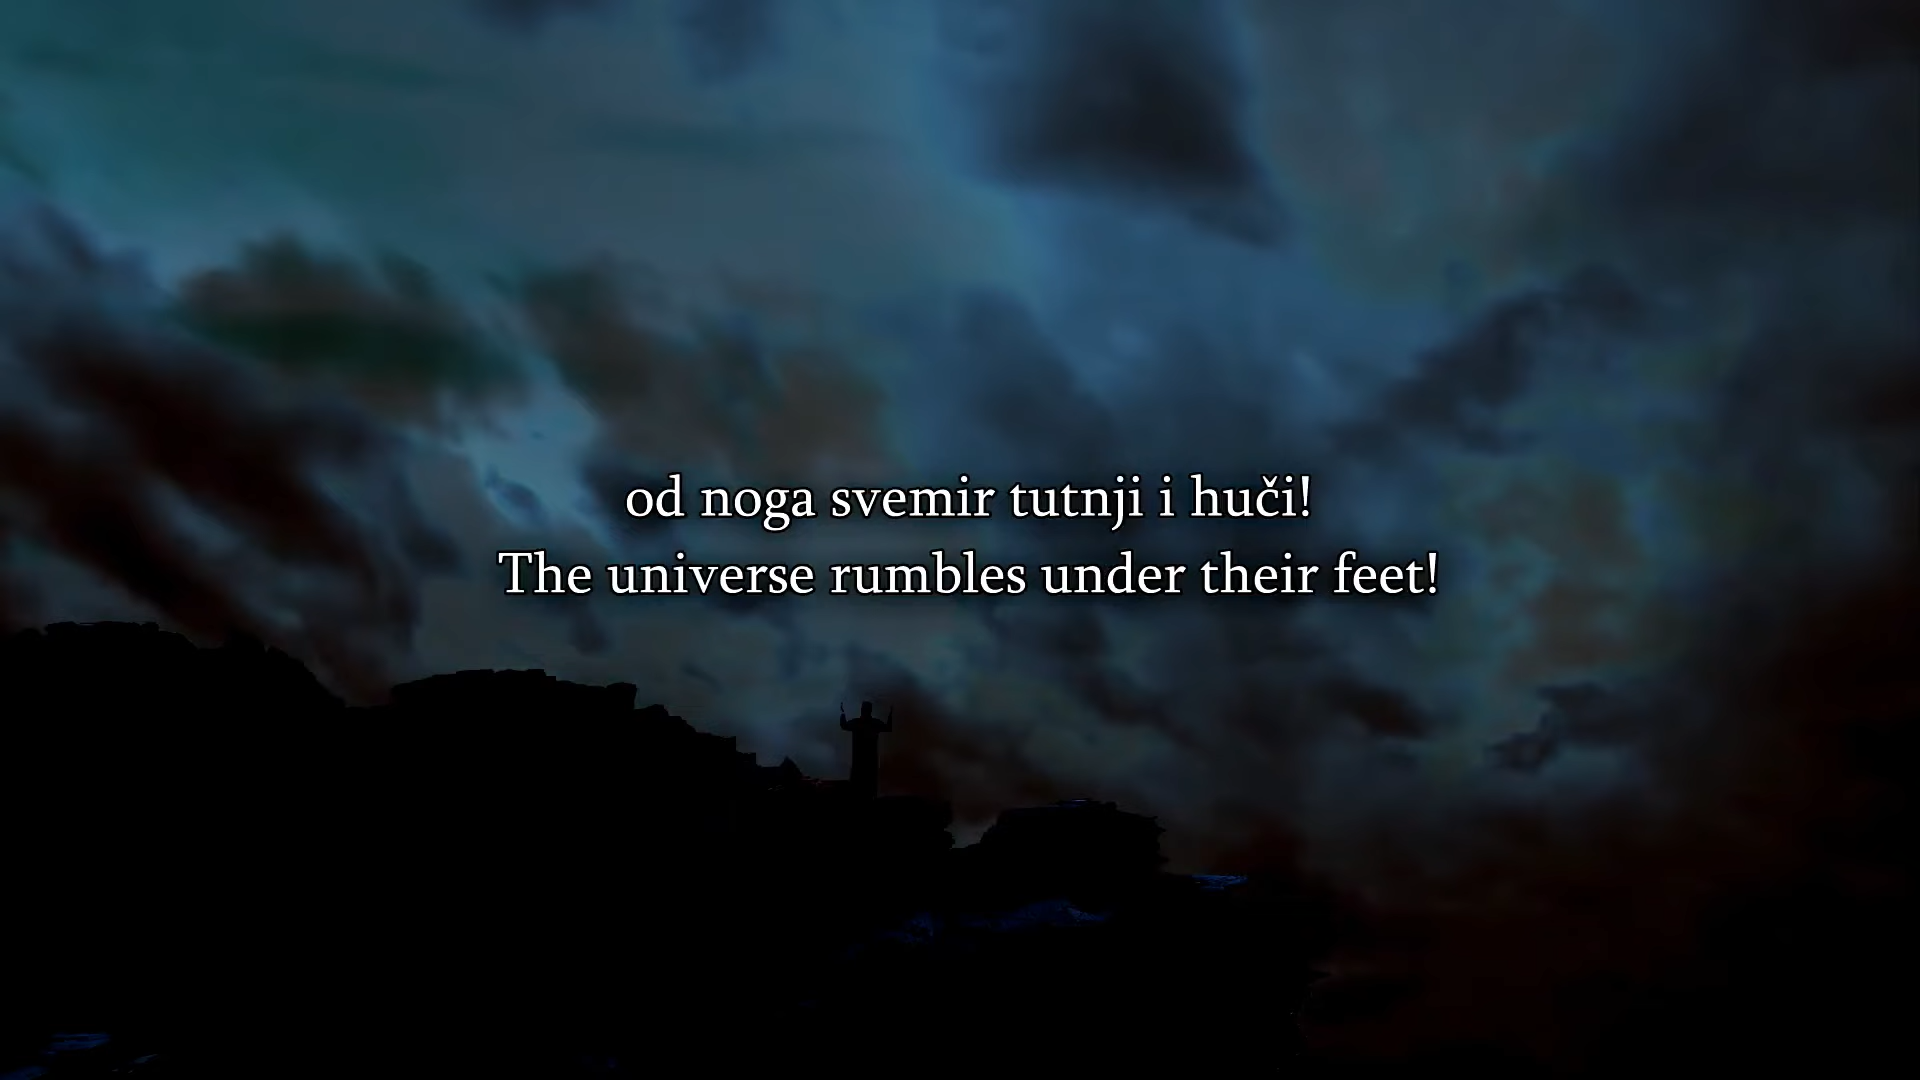 od noga svemir tutnji i huči!
The universe rumbles under their feet!